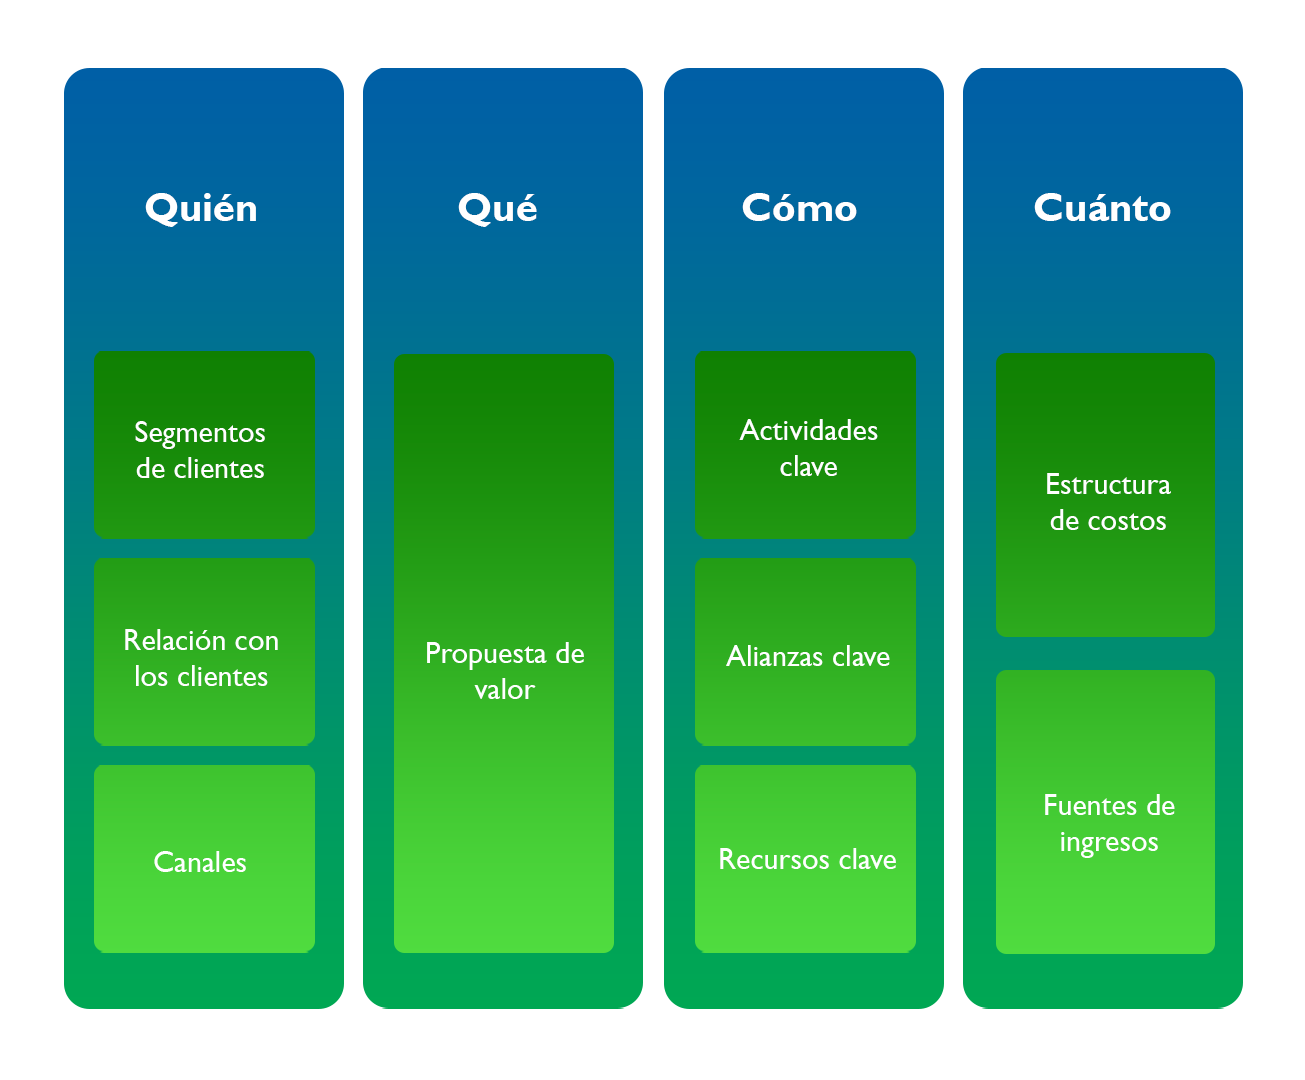 Quién
Segmentos
de clientes
Relación con
los clientes
Canales
Qué
Propuesta de
valor
Cómo
Actividades
clave
Alianzas clave
Recursos clave
Cuánto
Estructura
de costos
Fuentes de
ingresos